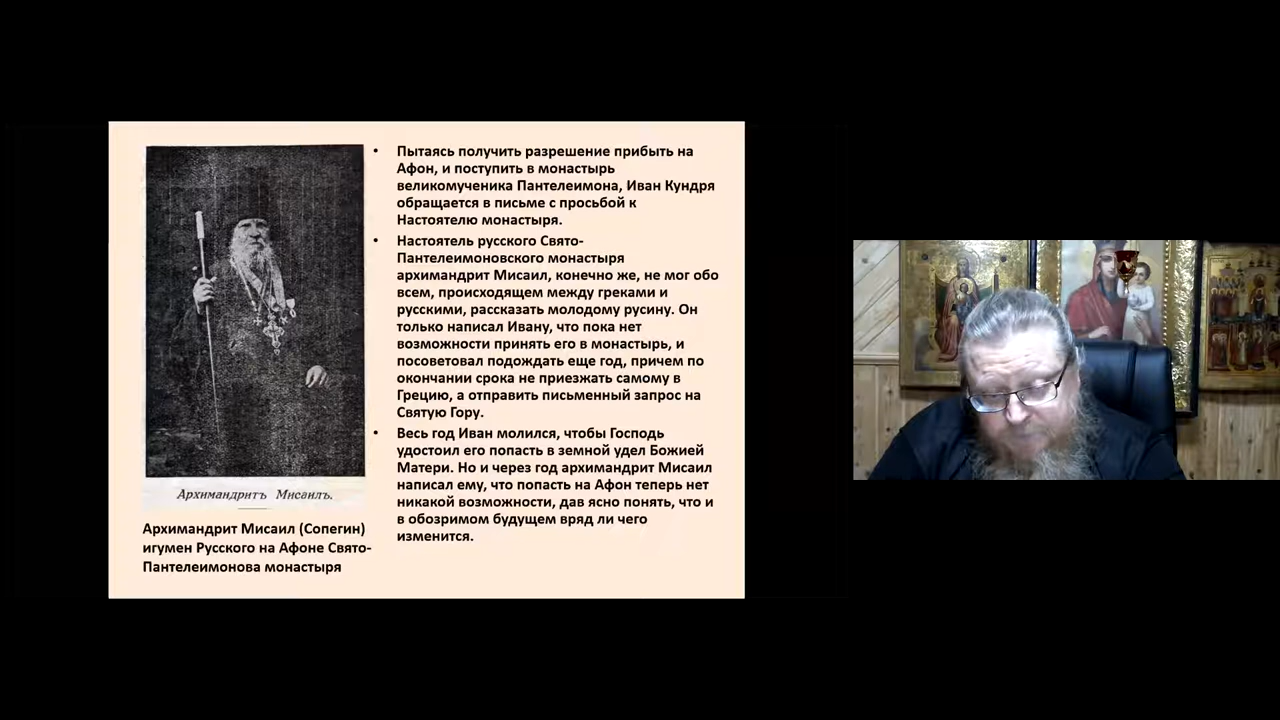 Архимандритъ Мисаилъ.
Архимандрит Мисаил (Сопегин)
игумен Русского на Афоне Свято-
Пантелеимонова монастыря
• Пытаясь получить разрешение прибыть на
Афон, и поступить в монастырь
великомученика Пантелеимона, Иван Кундря
обращается в письме с просьбой к
Настоятелю монастыря.
• Настоятель русского Свято-
Пантелеимоновского монастыря
архимандрит Мисаил, конечно же, не мог обо
всем, происходящем между греками и
русскими, рассказать молодому русину. Он
только написал Ивану, что пока нет
возможности принять его в монастырь, и
посоветовал подождать еще год, причем по
окончании срока не приезжать самому в
Грецию, а отправить письменный запрос на
Святую Гору.
• Весь год Иван молился, чтобы Господь
удостоил его попасть в земной удел Божией
Матери. Но и через год архимандрит Мисаил
написал ему, что попасть на Афон теперь нет
никакой возможности, дав ясно понять, что и
в обозримом будущем вряд ли чего
изменится.